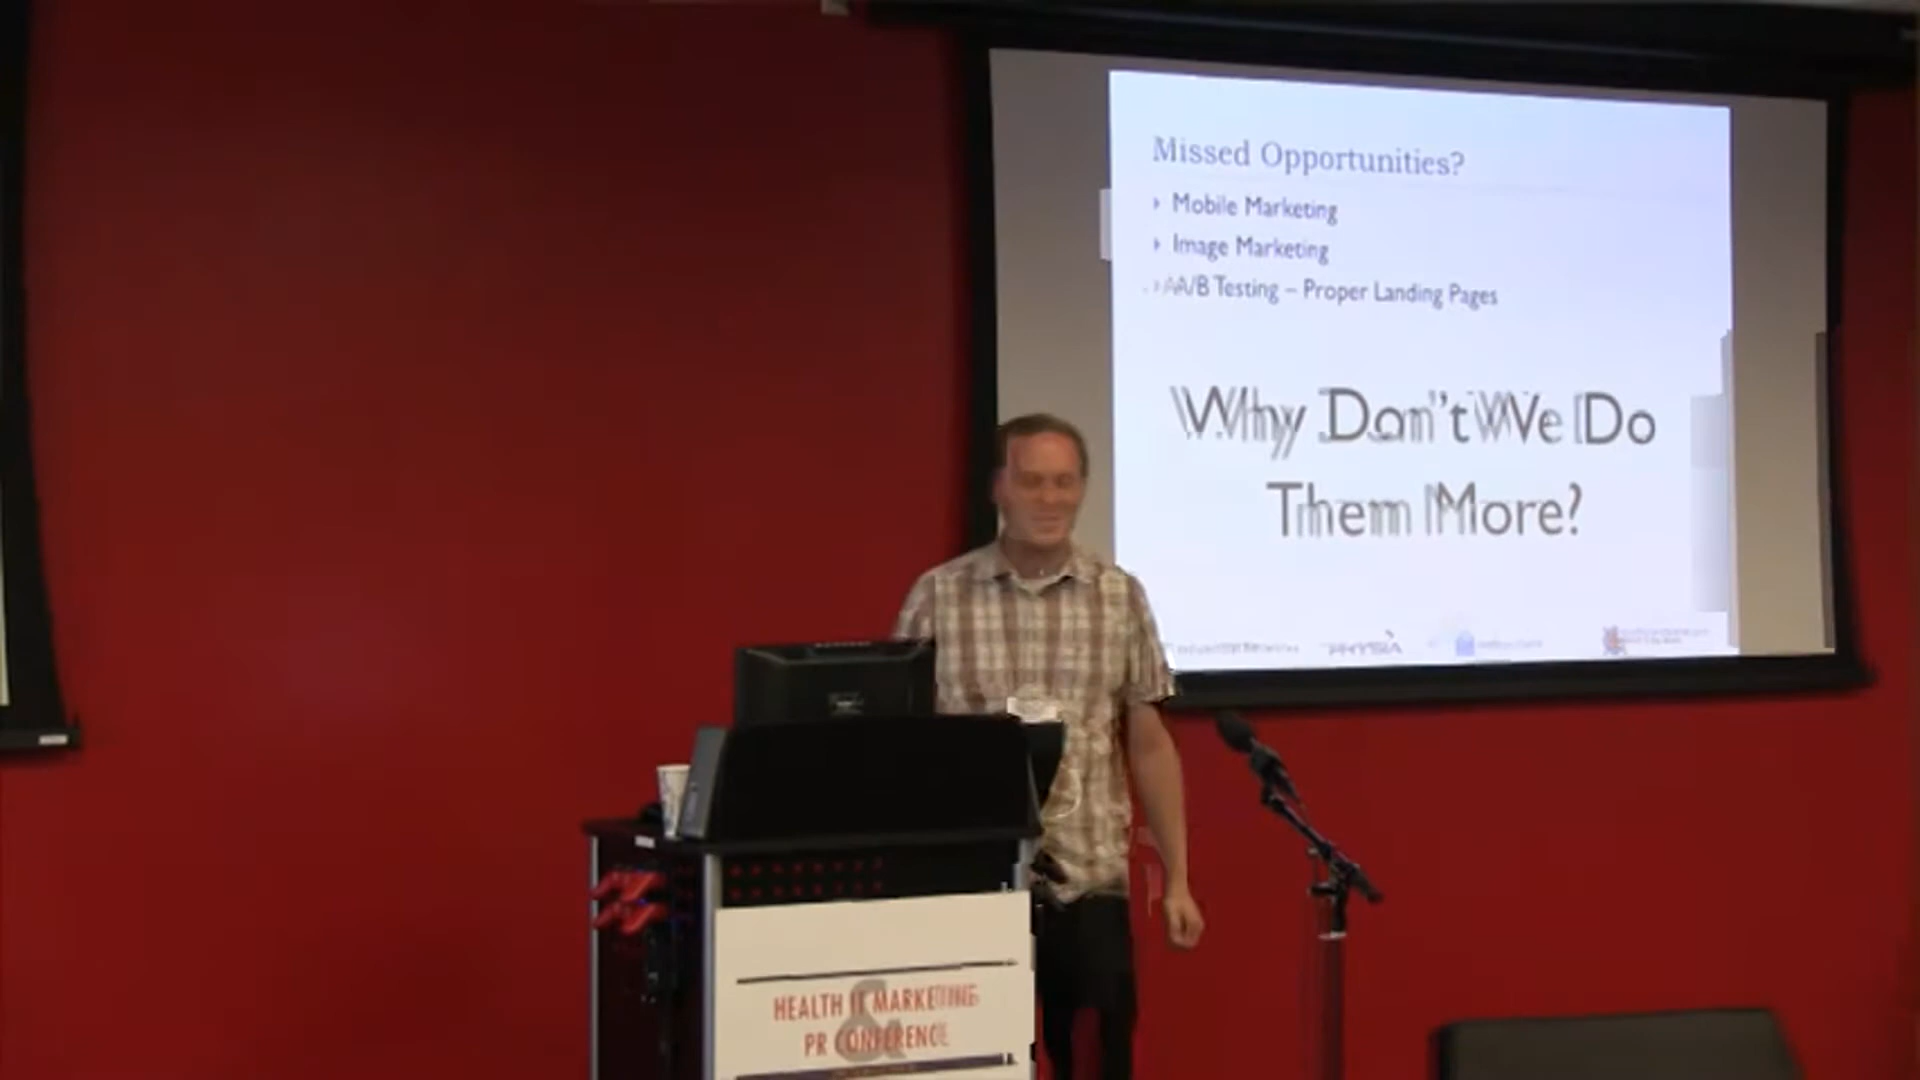 Missed Opportunities?
Mobile Marketing
Image Marketing
A/B Testing – Proper Landing Pages
Why Don't We Do
Them More?
PHYSIA
HEALTH IT MARKETING
&
PR CONFERENCE